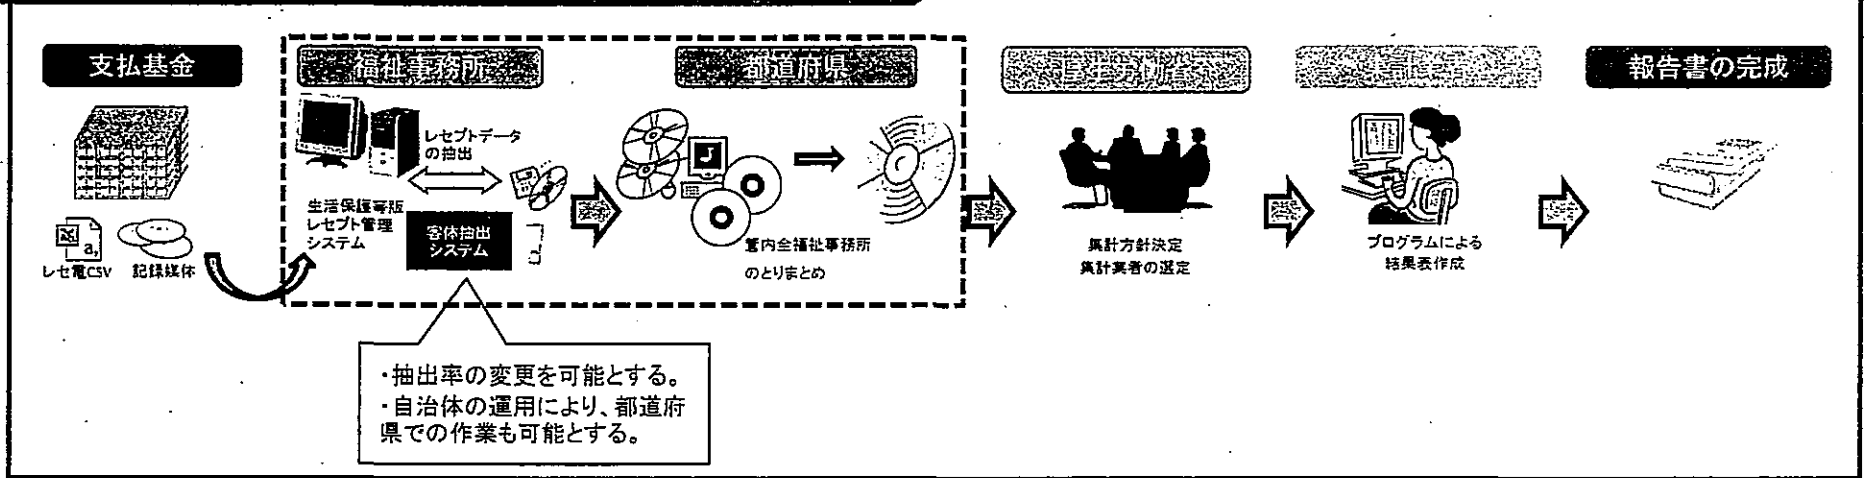 支払基金
福祉事務所
都道府県
厚生労働省
報告書の完成
レセプトデータ
の抽出
生活保護等版
レセプト管理
システム
客体抽出
システム
a,
レセ電CSV
記録媒体
管内全福祉事務所
のとりまとめ
集計方針決定
集計業者の選定
プログラムによる
結果表作成
・抽出率の変更を可能とする。
・自治体の運用により、都道府
県での作業も可能とする。